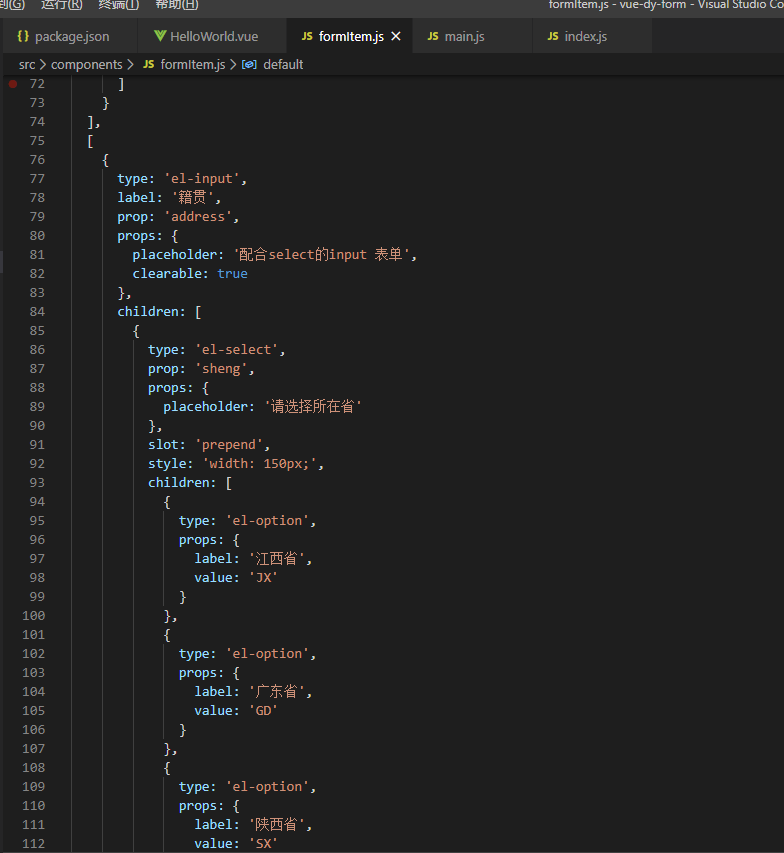 到(G) 运行(R) 终端(T) 帮助(H) formItem.js - vue-dy-form - Visual Studio Co
{} package.json HelloWorld.vue JS formItem.js × JS main.js JS index.js
src > components > JS formItem.js > default
72 ]
73 }
74 ],
75 [
76 {
77 type: 'el-input',
78 label: '籍贯',
79 prop: 'address',
80 props: {
81 placeholder: '配合select的input 表单',
82 clearable: true
83 },
84 children: [
85 {
86 type: 'el-select',
87 prop: 'sheng',
88 props: {
89 placeholder: '请选择所在省'
90 },
91 slot: 'prepend',
92 style: 'width: 150px;',
93 children: [
94 {
95 type: 'el-option',
96 props: {
97 label: '江西省',
98 value: 'JX'
99 }
100 },
101 {
102 type: 'el-option',
103 props: {
104 label: '广东省',
105 value: 'GD'
106 }
107 },
108 {
109 type: 'el-option',
110 props: {
111 label: '陕西省',
112 value: 'SX'